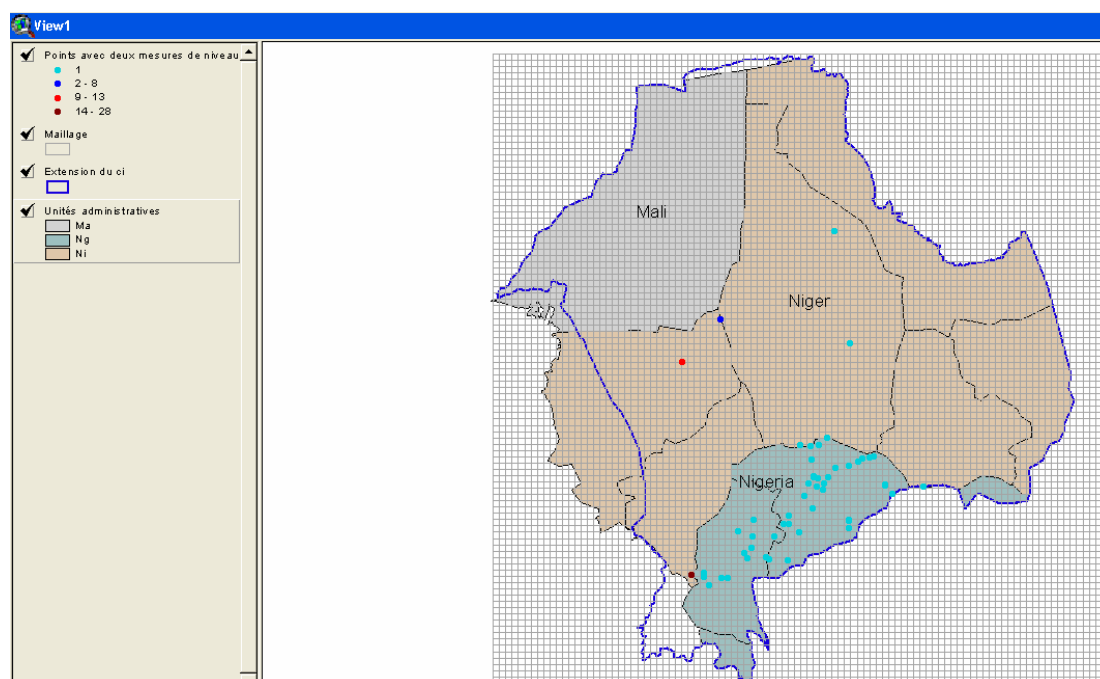 View1
Points avec deux mesures de niveau
1
2 - 8
9 - 13
14 - 28
Maillage
Extension du ci
Unités administratives
Ma
Ng
Ni
Mali
Niger
Nigeria